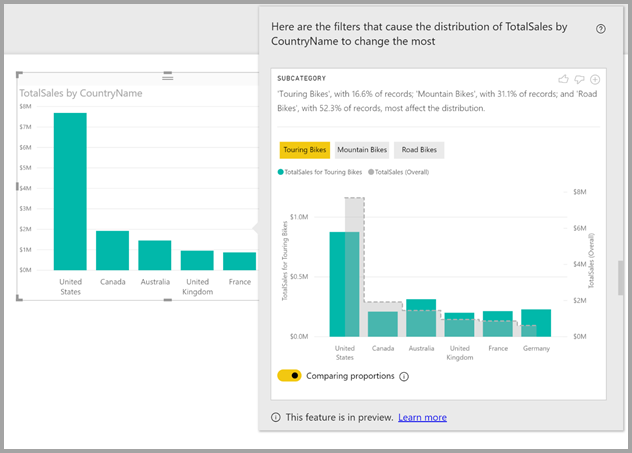 Here are the filters that cause the distribution of TotalSales by
CountryName to change the most
TotalSales by CountryName
$8M
$7M
$6M
$5M
$4M
$3M
$2M
$1M
$0M
United
States
Canada
Australia
United
Kingdom
France
SUBCATEGORY
'Touring Bikes', with 16.6% of records; 'Mountain Bikes', with 31.1% of records; and 'Road
Bikes', with 52.3% of records, most affect the distribution.
Touring Bikes
Mountain Bikes
Road Bikes
TotalSales for Touring Bikes
TotalSales (Overall)
TotalSales for Touring Bikes
$1.0M
$0.5M
$0.0M
$8M
$6M
$4M
$2M
$0M
TotalSales (Overall)
United
States
Canada
Australia
United
Kingdom
France
Germany
Comparing proportions
This feature is in preview. Learn more